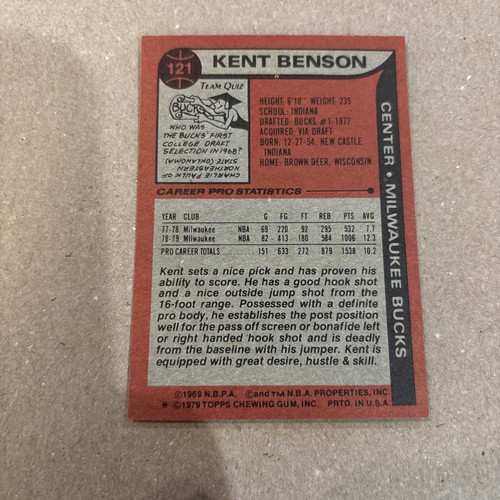 121
KENT BENSON
TEAM QUIZ
BUCKS
WHO WAS
THE BUCKS' FIRST
COLLEGE DRAFT
SELECTION IN 1968?
CHARLIE PAULK OF
NORTHEASTERN
STATE (OKLAHOMA)
HEIGHT: 6'10" WEIGHT: 235
SCHOOL: INDIANA
DRAFTED: BUCKS #1-1977
ACQUIRED: VIA DRAFT
BORN: 12-27-54, NEW CASTLE,
INDIANA
HOME: BROWN DEER, WISCONSIN
CENTER • MILWAUKEE BUCKS
CAREER PRO STATISTICS
YEAR CLUB G FG FT REB PTS AVG
77-78 Milwaukee NBA 69 220 92 295 532 7.7
78-79 Milwaukee NBA 82 413 180 584 1006 12.3
PRO CAREER TOTALS 151 633 272 879 1538 10.2
Kent sets a nice pick and has proven his
ability to score. He has a good hook shot
and a nice outside jump shot from the
16-foot range. Possessed with a definite
pro body, he establishes the post position
well for the pass off screen or bonafide left
or right handed hook shot and is deadly
from the baseline with his jumper. Kent is
equipped with great desire, hustle & skill.
©1969 N.B.P.A. ©and TM N.B.A. PROPERTIES, INC.
* ©1979 TOPPS CHEWING GUM, INC. PRTD. IN U.S.A.